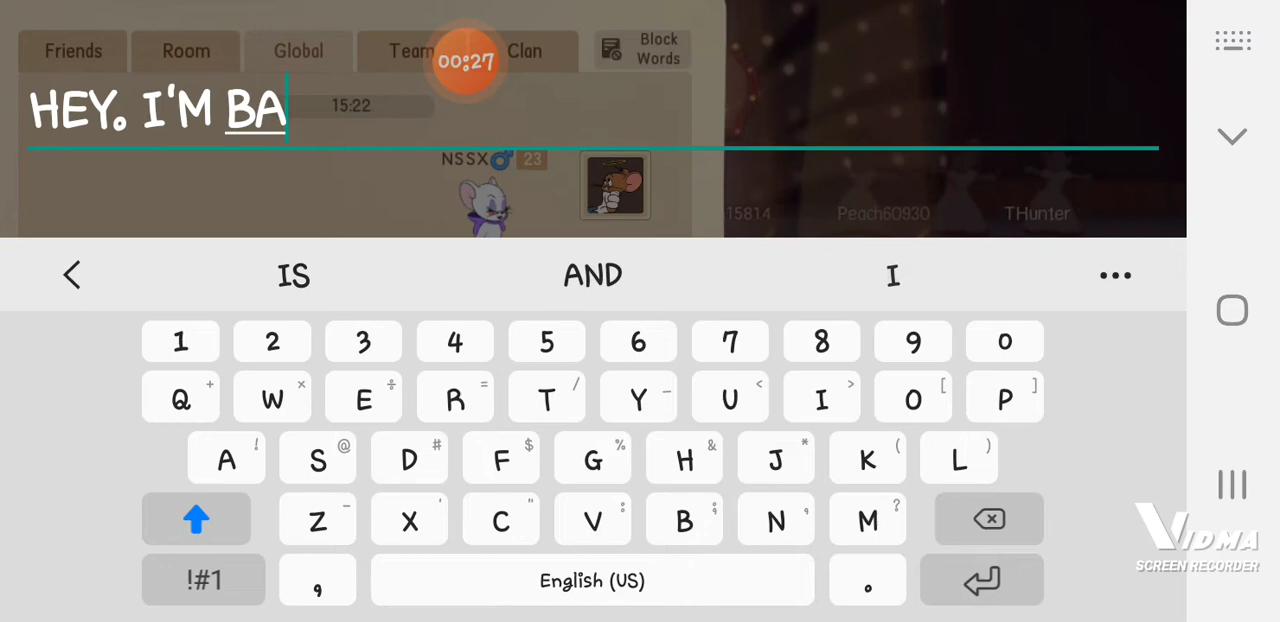 Friends Room Global Team Clan Block Words
00:27
HEY. I'M BA
15:22
NSSX 23
15814 Peach60930 THunter
IS AND I ...
1 2 3 4 5 6 7 8 9 0
Q + W × E ÷ R = T / Y _ U < I > O [ P ]
A ! S @ D # F $ G % H & J * K ( L )
Z - X ' C " V : B ; N , M ?
!#1 , English (US) .
VIDMA
SCREEN RECORDER